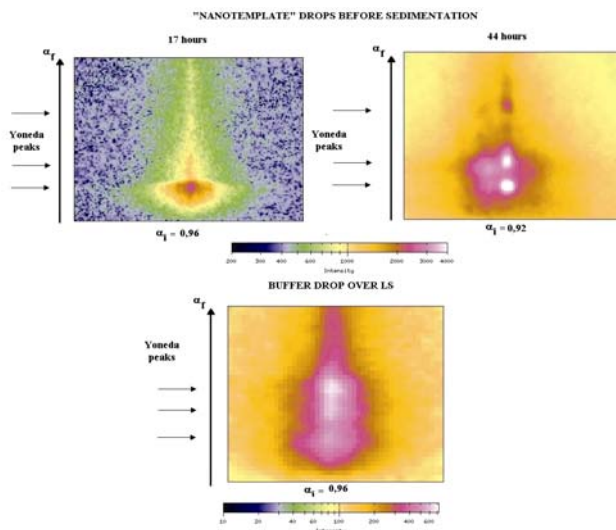 "NANOTEMPLATE" DROPS BEFORE SEDIMENTATION
17 hours
44 hours
αf
αf
Yoneda
peaks
Yoneda
peaks
αi = 0,96
αi = 0,92
200 300 400 600 1000 2000 3000 4000
Intensity
BUFFER DROP OVER LS
αf
Yoneda
peaks
αi = 0,96
10 20 40 60 100 200 400 600